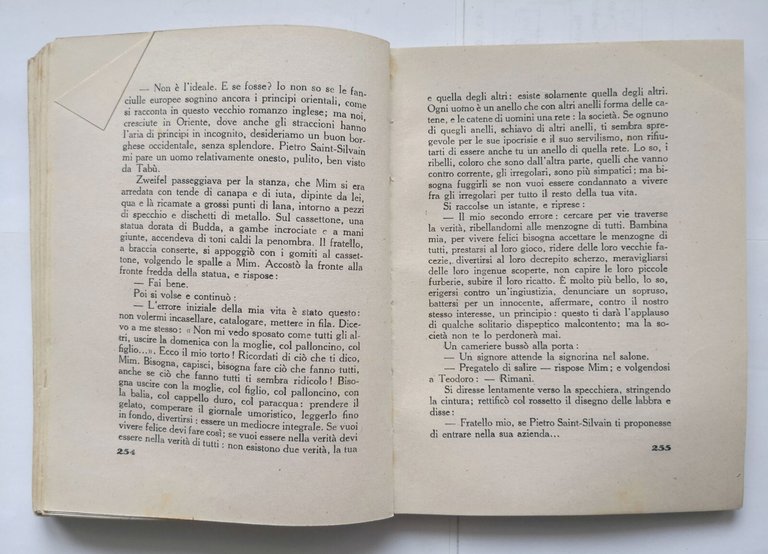 — Non è l'ideale. E se fosse? Io non so se le fan-
ciulle europee sognino ancora i principi orientali, come
si racconta in questo vecchio romanzo inglese; ma noi,
cresciute in Oriente, dove anche gli straccioni hanno
l'aria di principi in incognito, desideriamo un buon bor-
ghese occidentale, senza splendore. Pietro Saint-Silvain
mi pare un uomo relativamente onesto, pulito, ben visto
da Tabù.
Zweifel passeggiava per la stanza, che Mim si era
arredata con tende di canapa e di iuta, dipinte da lei,
qua e là ricamate a grossi punti di lana, intorno a pezzi
di specchio e dischetti di metallo. Sul cassettone, una
statua dorata di Budda, a gambe incrociate e a mani
giunte, accendeva di toni caldi la penombra. Il fratello,
a braccia conserte, si appoggiò con i gomiti al casset-
tone, volgendo le spalle a Mim. Accostò la fronte alla
fronte fredda della statua, e rispose:
— Fai bene.
Poi si volse e continuò:
— L'errore iniziale della mia vita è stato questo:
non volermi incasellare, catalogare, mettere in fila. Dice-
vo a me stesso: « Non mi vedo sposato come tutti gli al-
tri, uscire la domenica con la moglie, col palloncino, col
figlio...». Ecco il mio torto! Ricordati di ciò che ti dico,
Mim. Bisogna, capisci, bisogna fare ciò che fanno tutti,
anche se ciò che fanno tutti ti sembra ridicolo! Biso-
gna uscire con la moglie, col figlio, col palloncino, con
la balia, col cappello duro, col paracqua: prendere il
gelato, comperare il giornale umoristico, leggerlo fino
in fondo, divertirsi: essere un mediocre integrale. Se vuoi
vivere felice devi fare così; se vuoi essere nella verità devi
essere nella verità di tutti: non esistono due verità, la tua
254
e quella degli altri: esiste solamente quella degli altri.
Ogni uomo è un anello che con altri anelli forma delle ca-
tene, e le catene di uomini una rete: la società. Se ognuno
di quegli anelli, schiavo di altri anelli, ti sembra spre-
gevole per le sue ipocrisie e il suo servilismo, non rifiu-
tarti di essere anche tu un anello di quella rete. Lo so, i
ribelli, coloro che sono dall'altra parte, quelli che vanno
contro corrente, gli irregolari, sono più simpatici; ma bi-
sogna fuggirli se non vuoi essere condannato a vivere
fra gli irregolari per tutto il resto della tua vita.
Si raccolse un istante, e riprese:
— Il mio secondo errore: cercare per vie traverse
la verità, ribellandomi alle menzogne di tutti. Bambina
mia, per vivere felici bisogna accettare le menzogne di
tutti, prestarsi al loro gioco, ridere delle loro vecchie
facezie, divertirsi al loro decrepito scherzo, meravigliarsi
delle loro ingenue scoperte, non capire le loro piccole
furberie, subire il loro ricatto. È molto più bello, lo so,
erigersi contro un'ingiustizia, denunciare un sopruso,
battersi per un innocente, affermare, contro il nostro
stesso interesse, un principio: questo ti darà l'applauso
di qualche solitario dispeptico malcontento; ma la società
non te lo perdonerà mai.
Un cameriere bussò alla porta:
— Un signore attende la signorina nel salone.
— Pregatelo di salire — rispose Mim; e volgendosi
a Teodoro: — Rimani.
Si diresse lentamente verso la specchiera, stringendo
la cintura; rettificò col rossetto il disegno delle labbra e
disse:
— Fratello mio, se Pietro Saint-Silvain ti proponesse
di entrare nella sua azienda...
255